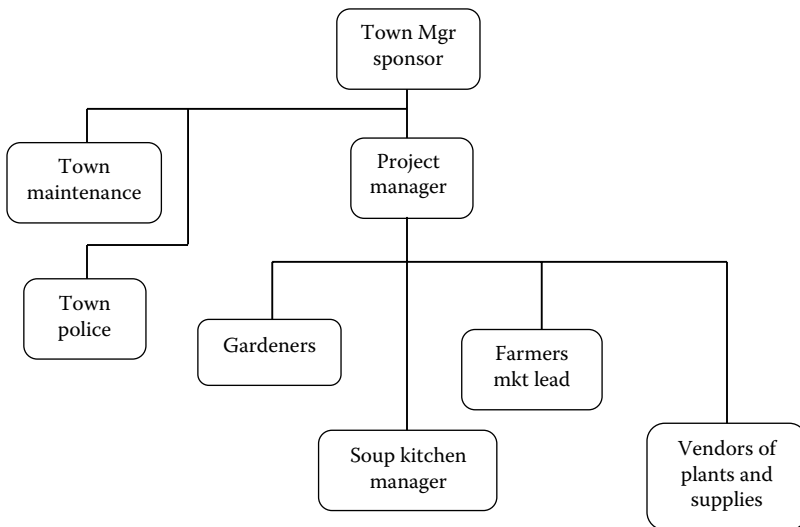 Town Mgr
sponsor
Town
maintenance
Project
manager
Town
police
Gardeners
Farmers
mkt lead
Soup kitchen
manager
Vendors of
plants and
supplies